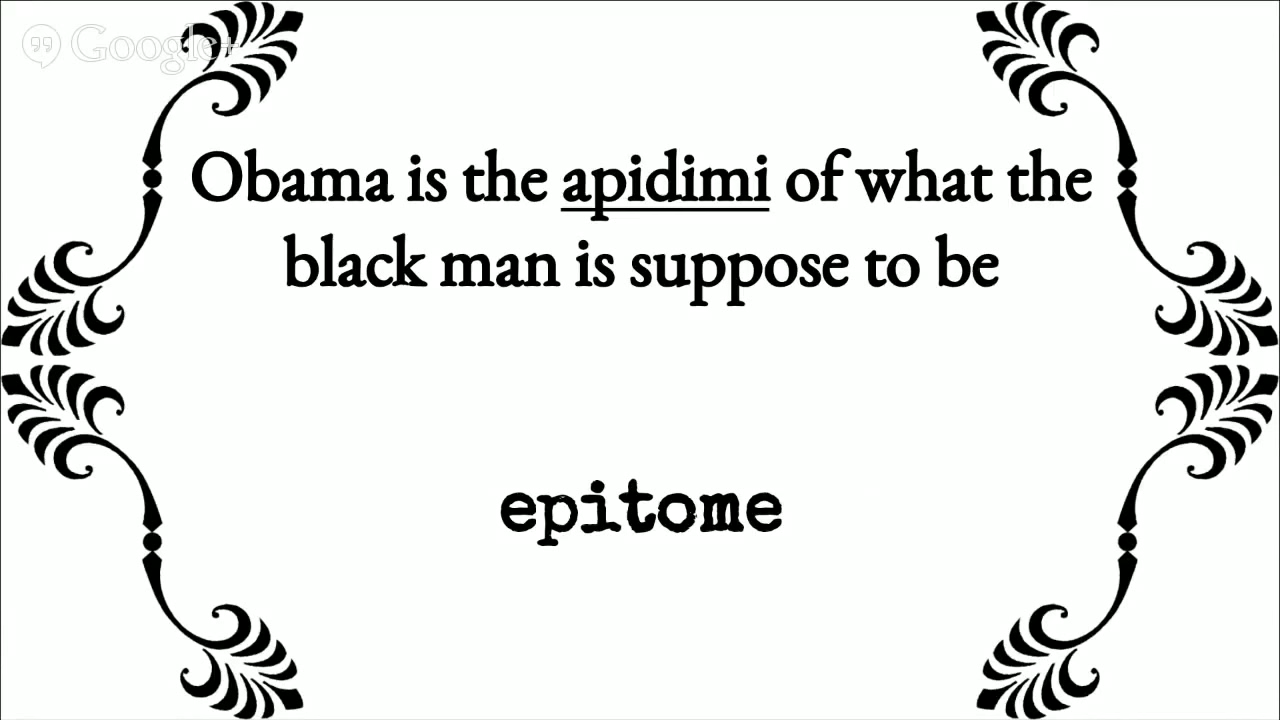 Google+
Obama is the apidimi of what the
black man is suppose to be
epitome